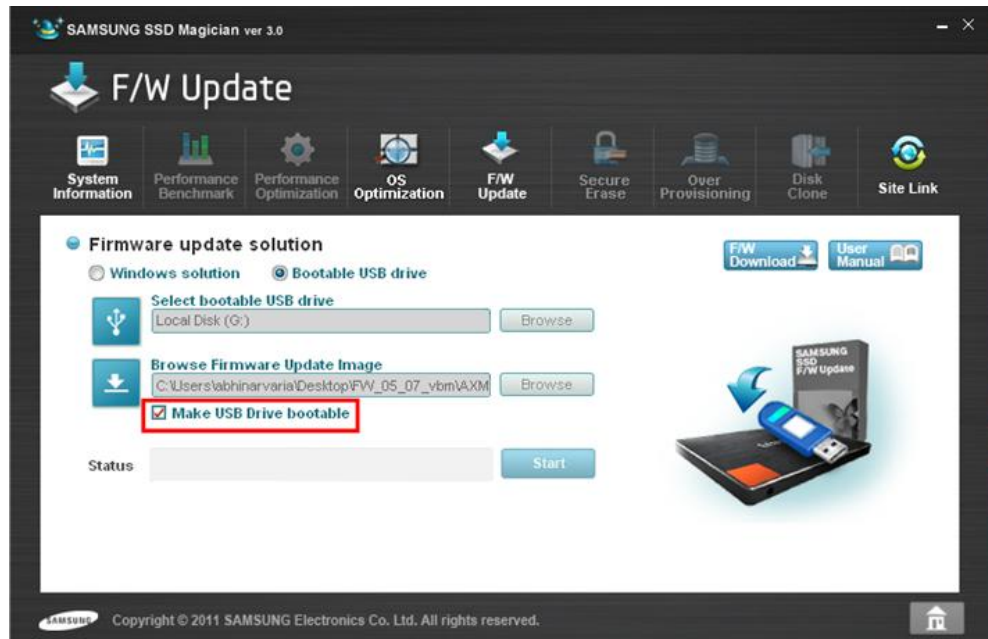 SAMSUNG SSD Magician ver 3.0
F/W Update
System Information
Performance Benchmark
Performance Optimization
OS Optimization
F/W Update
Secure Erase
Over Provisioning
Disk Clone
Site Link
Firmware update solution
F/W Download
User Manual
Windows solution
Bootable USB drive
Select bootable USB drive
Local Disk (G:)
Browse
Browse Firmware Update Image
C:\Users\abhinarvaria\Desktop\FW_05_07_vbm\AXM
Browse
Make USB Drive bootable
SAMSUNG
SSD
F/W Update
Status
Start
SAMSUNG
Copyright © 2011 SAMSUNG Electronics Co. Ltd. All rights reserved.